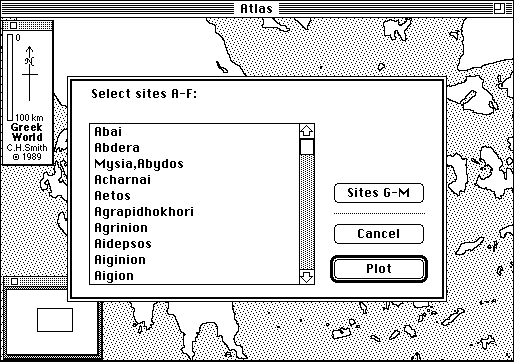 Atlas
0
N
100 km
Greek
World
C.H.Smith
© 1989
Select sites A-F:
Abai
Abdera
Mysia,Abydos
Acharnai
Aetos
Agrapidhokhori
Agrinion
Aidepsos
Aiginion
Aigion
Sites G-M
Cancel
Plot